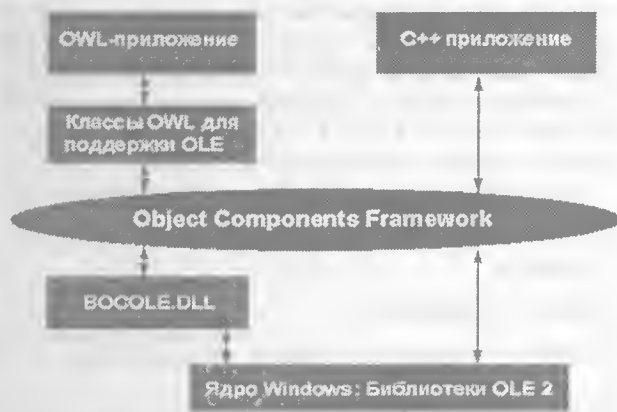 OWL-приложение
C++ приложение
Классы OWL для
поддержки OLE
Object Components Framework
BOCOLE.DLL
Ядро Windows: Библиотеки OLE 2